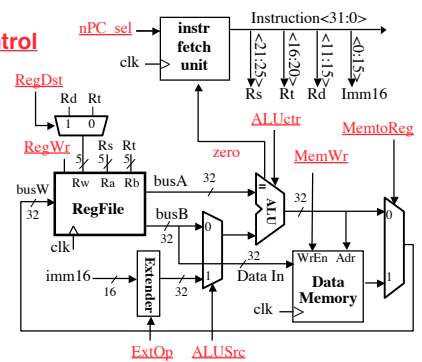 nPC_sel
instr
fetch
unit
clk
Instruction<31:0>
<21:25>
<16:20>
<11:15>
<0:15>
Rs Rt Rd Imm16
ntrol
RegDst
Rd Rt
1 0
RegWr
Rs Rt
5 5 5
Rw Ra Rb
RegFile
busW
32
clk
busA
32
busB
32
zero
ALUctr
=
ALU
32
MemtoReg
MemWr
0
1
imm16
16
Extender
32
0
1
32
Data In
WrEn Adr
Data
Memory
clk
ExtOp
ALUSrc